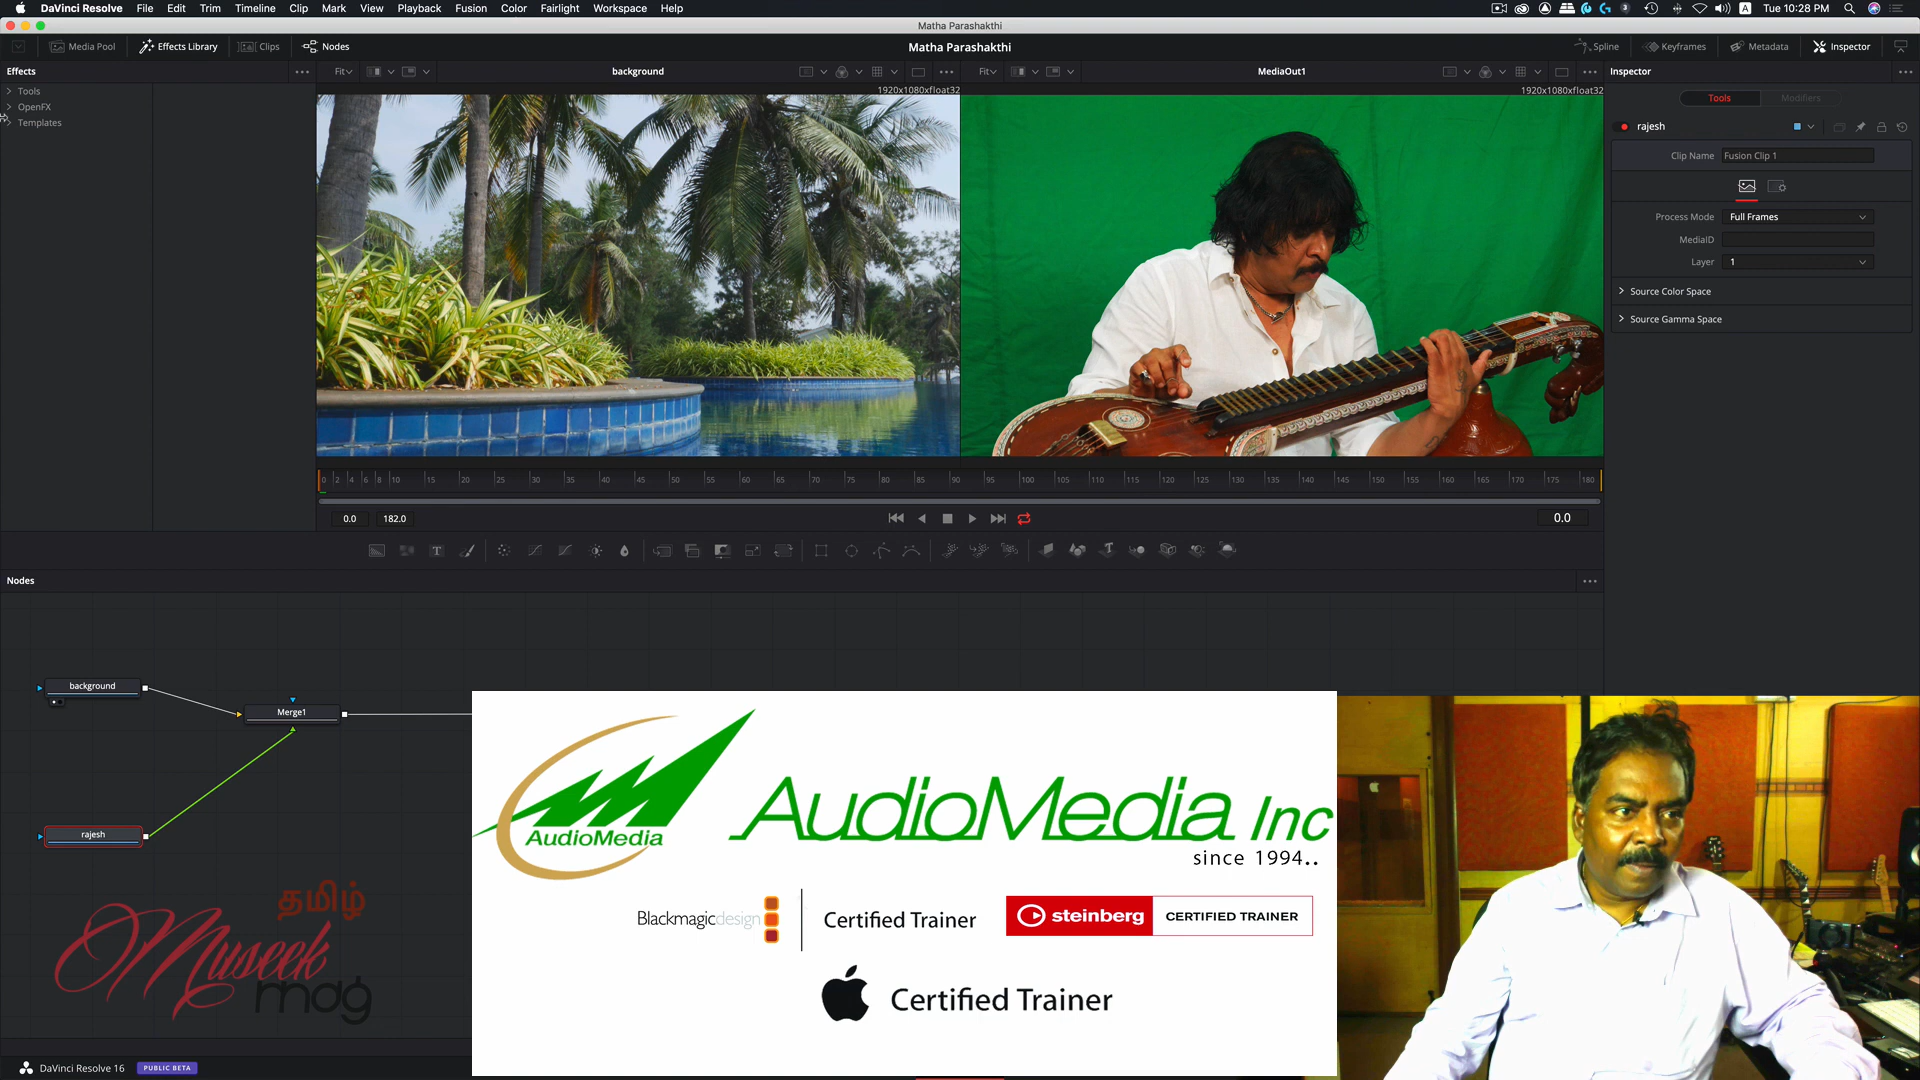 DaVinci Resolve File Edit Trim Timeline Clip Mark View Playback Fusion Color Fairlight Workspace Help
3 A Tue 10:28 PM
Matha Parashakthi
Media Pool Effects Library Clips Nodes
Matha Parashakthi
Spline Keyframes Metadata Inspector
Effects
Fit background
Fit MediaOut1
Inspector
1920x1080xfloat32
1920x1080xfloat32
Tools
OpenFX
Templates
Tools Modifiers
rajesh
Clip Name Fusion Clip 1
Process Mode Full Frames
MediaID
Layer 1
Source Color Space
Source Gamma Space
0 2 4 6 8 10 15 20 25 30 35 40 45 50 55 60 65 70 75 80 85 90 95 100 105 110 115 120 125 130 135 140 145 150 155 160 165 170 175 180
0.0 182.0
0.0
T
Nodes
background
Merge1
rajesh
தமிழ்
Museek
mag
AudioMedia
AudioMedia Inc
since 1994..
Blackmagicdesign Certified Trainer
steinberg CERTIFIED TRAINER
Certified Trainer
DaVinci Resolve 16 PUBLIC BETA